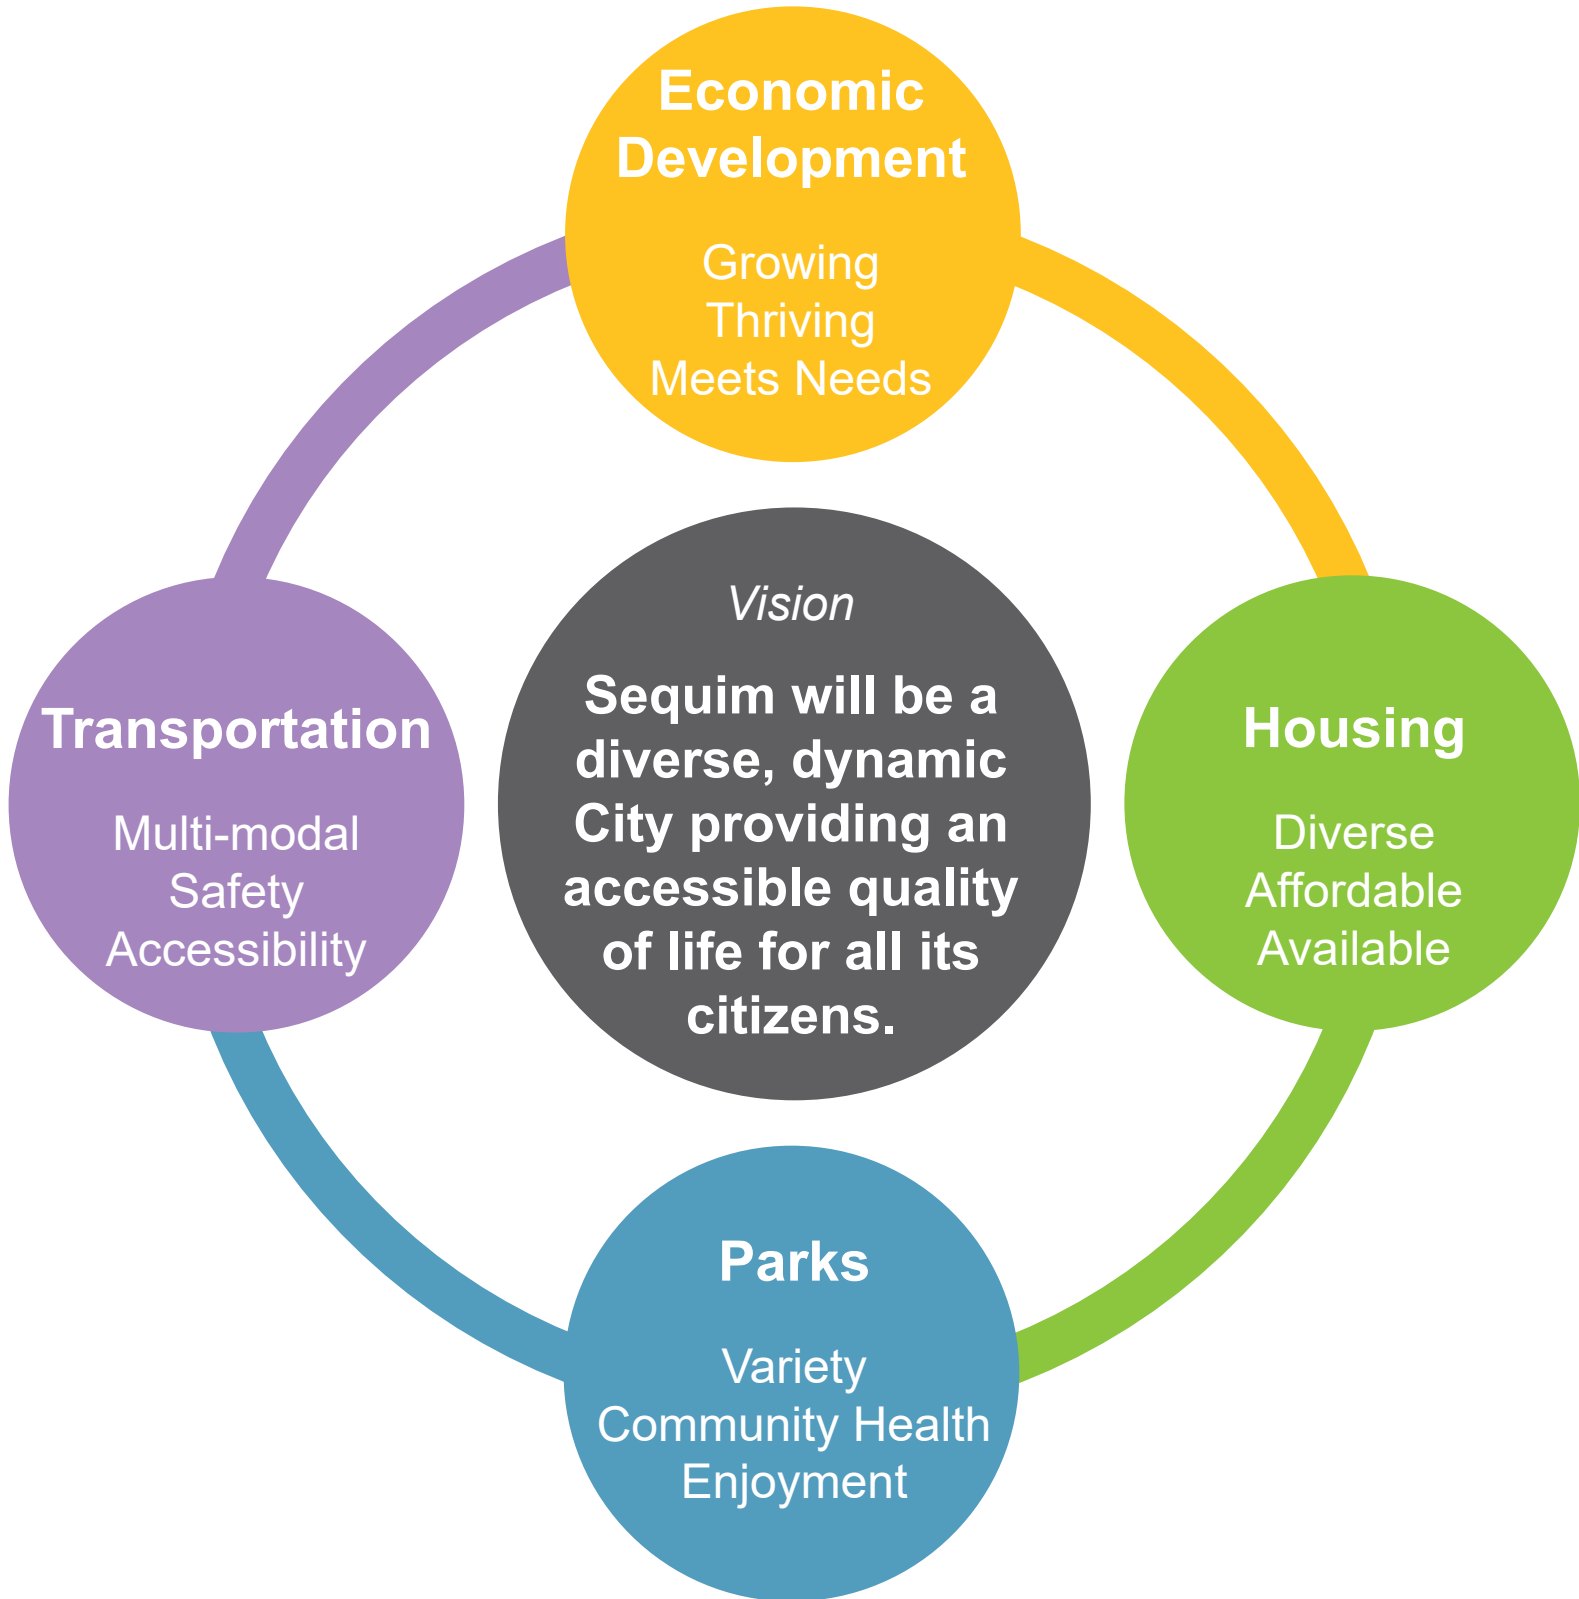 Economic
Development
Growing
Thriving
Meets Needs
Transportation
Multi-modal
Safety
Accessibility
Vision
Sequim will be a
diverse, dynamic
City providing an
accessible quality
of life for all its
citizens.
Housing
Diverse
Affordable
Available
Parks
Variety
Community Health
Enjoyment